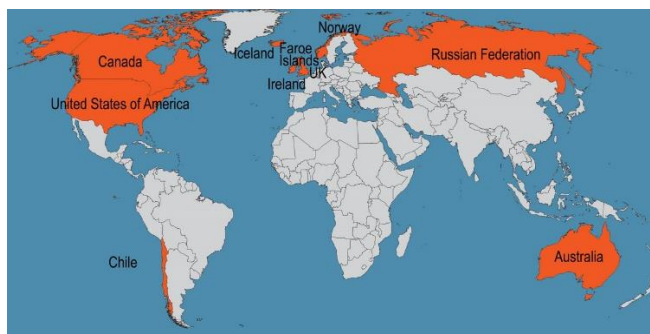 Norway
Iceland
Faroe
Islands
Russian Federation
Canada
UK
Ireland
United States of America
Chile
Australia